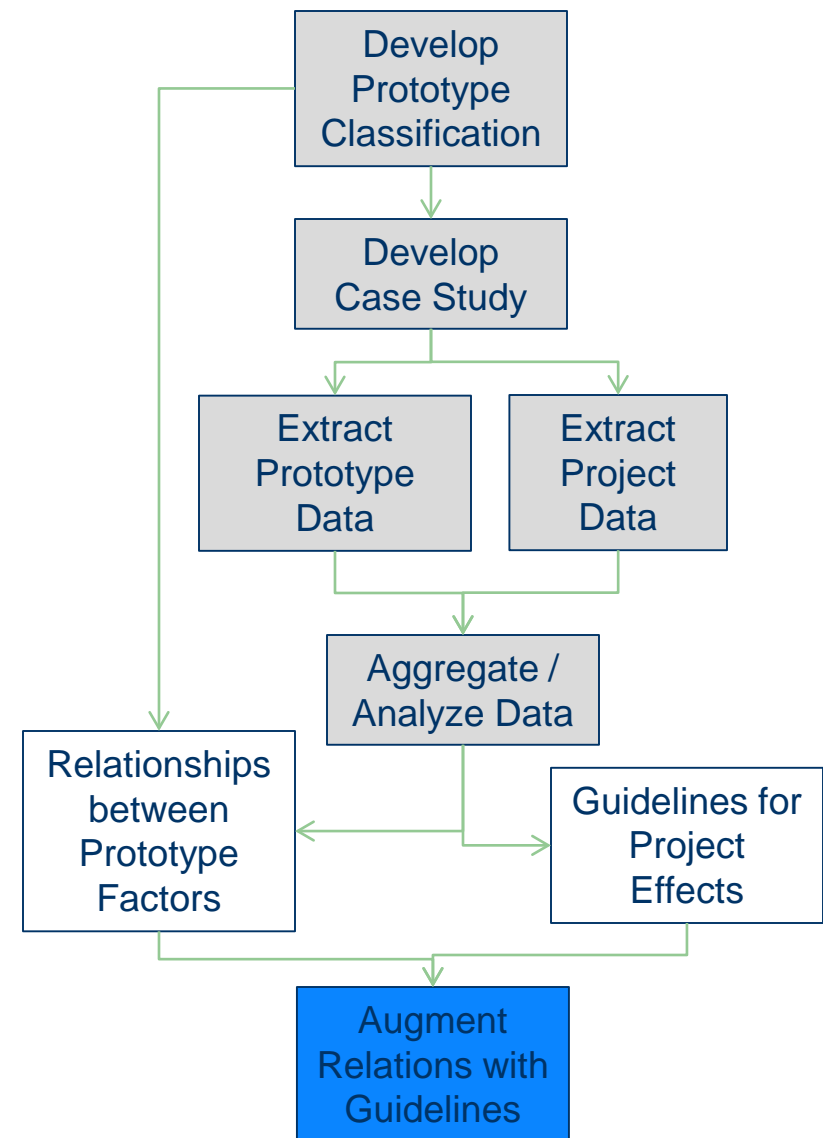 Develop
Prototype
Classification
Develop
Case Study
Extract
Prototype
Data
Extract
Project
Data
Aggregate /
Analyze Data
Relationships
between
Prototype
Factors
Guidelines for
Project
Effects
Augment
Relations with
Guidelines